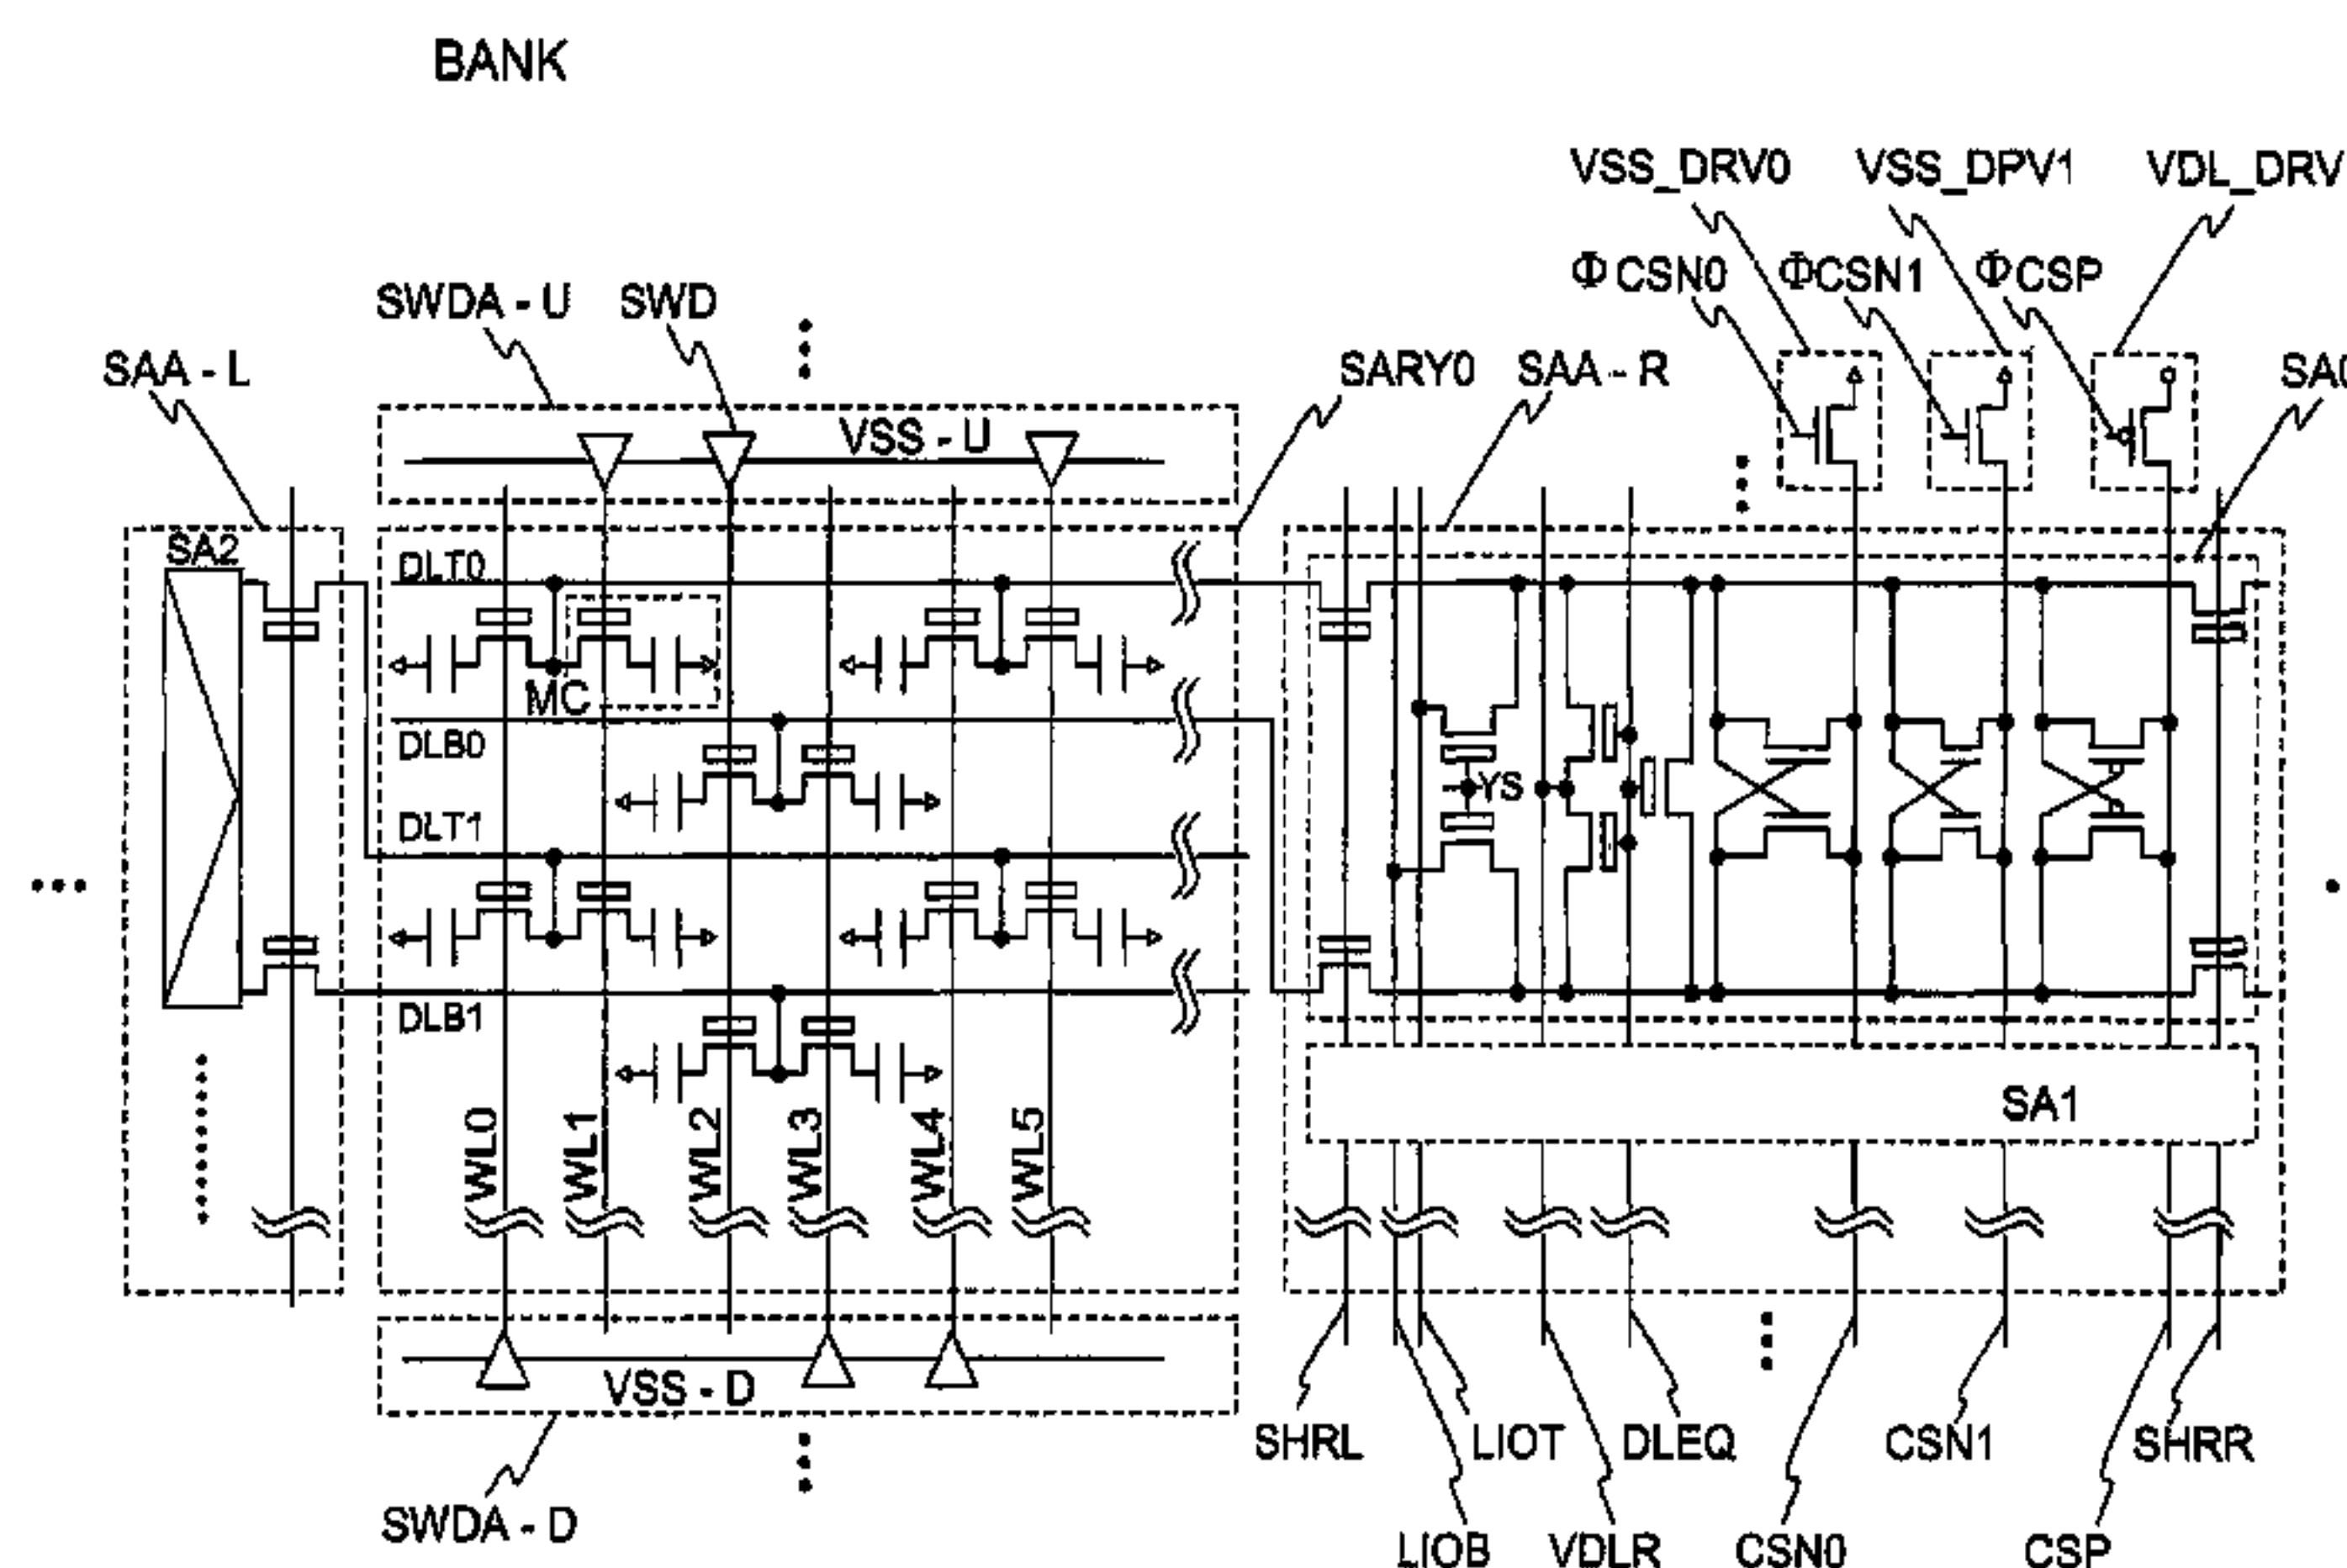 BANK
VSS_DRV0 VSS_DPV1 VDL_DRV
ΦCSN0 ΦCSN1 ΦCSP
SWDA - U SWD
SAA - L SARY0 SAA - R SA0
VSS - U
SA2
DLT0
MC
DLB0
YS
DLT1
DLB1
SA1
WL0 WL1 WL2 WL3 WL4 WL5
VSS - D
SHRL LIOT DLEQ CSN1 SHRR
SWDA - D
LIOB VDLR CSN0 CSP